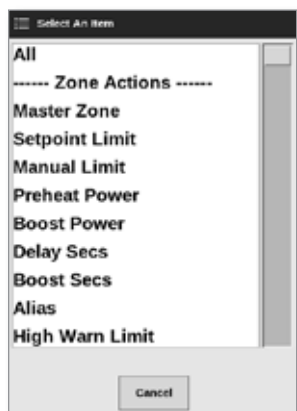 Select An Item
All
------ Zone Actions ------
Master Zone
Setpoint Limit
Manual Limit
Preheat Power
Boost Power
Delay Secs
Boost Secs
Alias
High Warn Limit
Cancel